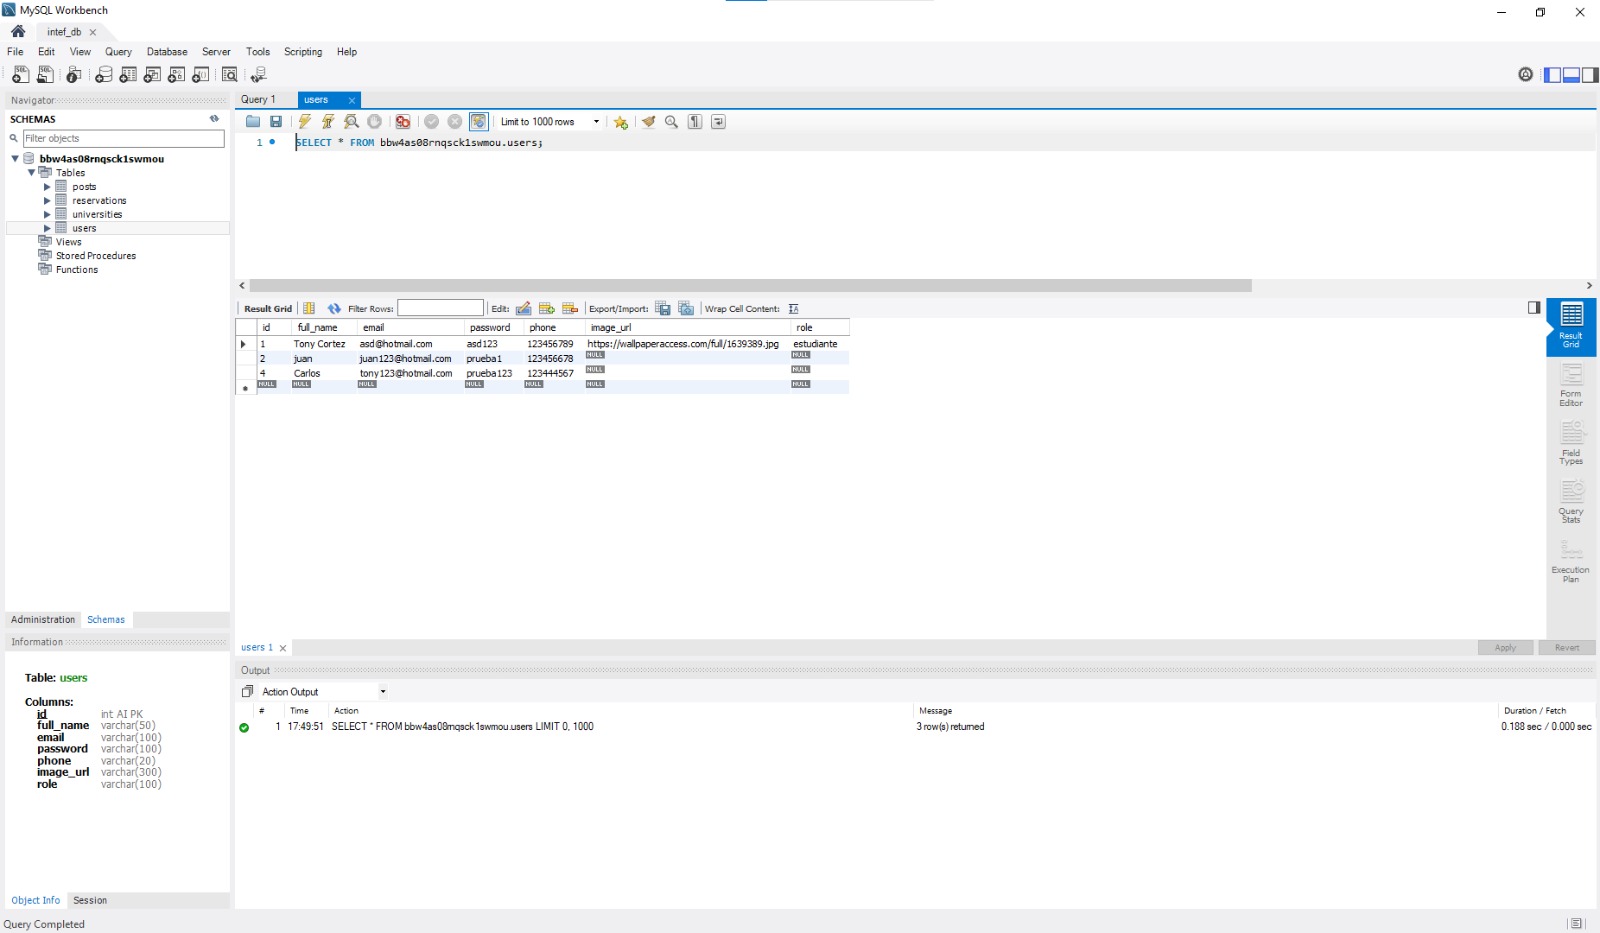 MySQL Workbench
intef_db
File Edit View Query Database Server Tools Scripting Help
Navigator
SCHEMAS
Filter objects
bbw4as08rnqsck1swmou
Tables
posts
reservations
universities
users
Views
Stored Procedures
Functions
Administration Schemas
Information
Table: users
Columns:
id int AI PK
full_name varchar(50)
email varchar(100)
password varchar(100)
phone varchar(20)
image_url varchar(300)
role varchar(100)
Object Info Session
Query 1 users
Limit to 1000 rows
1 SELECT * FROM bbw4as08rnqsck1swmou.users;
Result Grid Filter Rows: Edit: Export/Import: Wrap Cell Content:
id full_name email password phone image_url role
1 Tony Cortez asd@hotmail.com asd123 123456789 https://wallpaperaccess.com/full/1639389.jpg estudiante
2 juan juan123@hotmail.com prueba1 123456678 NULL NULL
4 Carlos tony123@hotmail.com prueba123 123444567 NULL NULL
NULL NULL NULL NULL NULL NULL NULL
Result
Grid
Form
Editor
Field
Types
Query
Stats
Execution
Plan
users 1
Apply Revert
Output
Action Output
# Time Action Message Duration / Fetch
1 17:49:51 SELECT * FROM bbw4as08rnqsck1swmou.users LIMIT 0, 1000 3 row(s) returned 0.188 sec / 0.000 sec
Query Completed